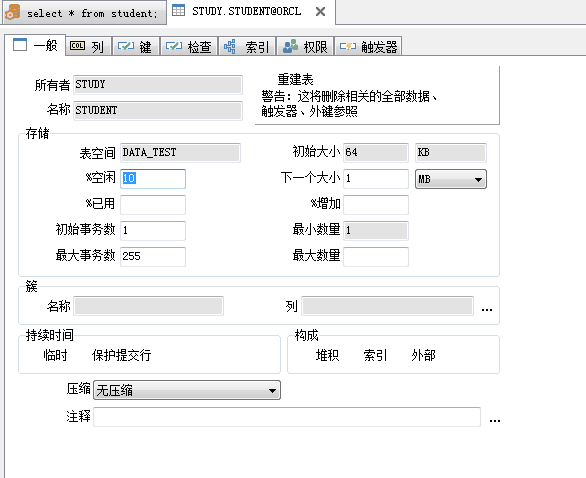 select * from student;
STUDY.STUDENT@ORCL
一般
COL 列
键
检查
索引
权限
触发器
所有者 STUDY
名称 STUDENT
重建表
警告：这将删除相关的全部数据、
触发器、外键参照
存储
表空间 DATA_TEST
初始大小 64 KB
%空闲 10
下一个大小 1 MB
%已用
%增加
初始事务数 1
最小数量 1
最大事务数 255
最大数量
簇
名称
列 ...
持续时间
临时 保护提交行
构成
堆积 索引 外部
压缩 无压缩
注释 ...